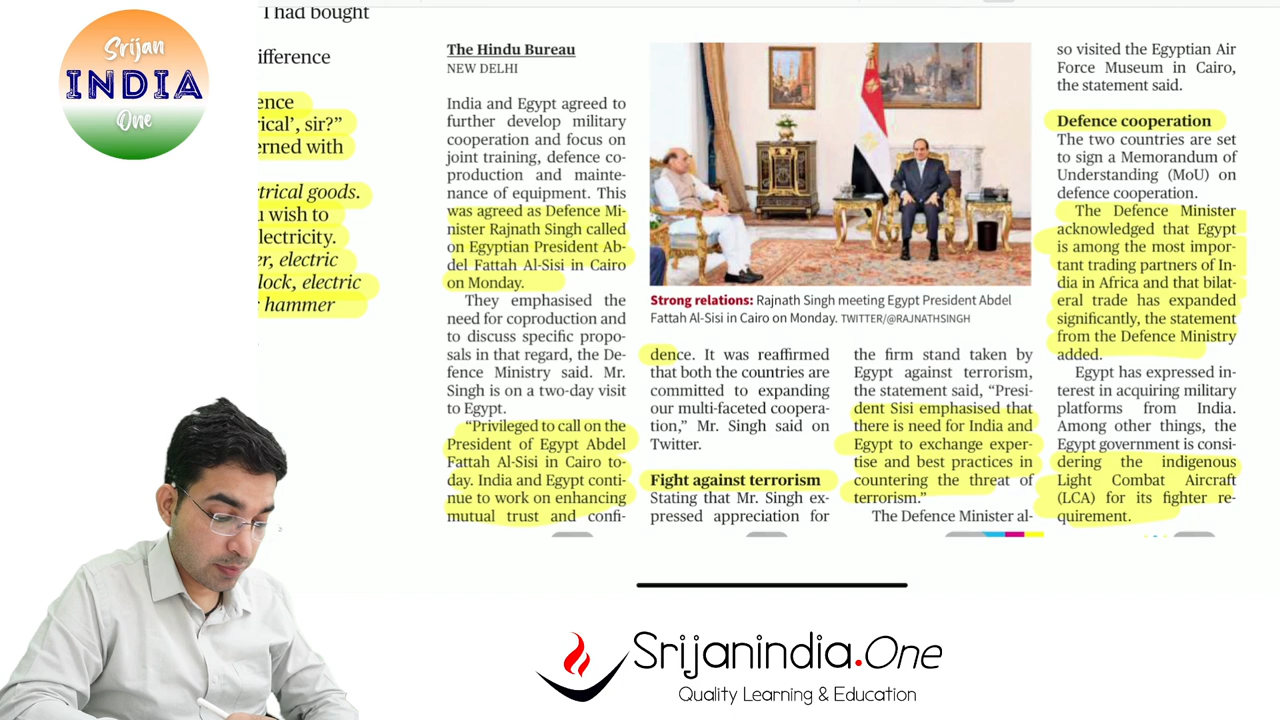 Srijan
INDIA
One
I had bought
ifference
ence
rical’, sir?”
erned with
ctrical goods.
u wish to
lectricity.
er, electric
lock, electric
hammer
The Hindu Bureau
NEW DELHI
India and Egypt agreed to
further develop military
cooperation and focus on
joint training, defence co-
production and mainte-
nance of equipment. This
was agreed as Defence Mi-
nister Rajnath Singh called
on Egyptian President Ab-
del Fattah Al-Sisi in Cairo
on Monday.
They emphasised the
need for coproduction and
to discuss specific propo-
sals in that regard, the De-
fence Ministry said. Mr.
Singh is on a two-day visit
to Egypt.
“Privileged to call on the
President of Egypt Abdel
Fattah Al-Sisi in Cairo to-
day. India and Egypt conti-
nue to work on enhancing
mutual trust and confi-
Strong relations: Rajnath Singh meeting Egypt President Abdel
Fattah Al-Sisi in Cairo on Monday. TWITTER/@RAJNATHSINGH
dence. It was reaffirmed
that both the countries are
committed to expanding
our multi-faceted coopera-
tion,” Mr. Singh said on
Twitter.
Fight against terrorism
Stating that Mr. Singh ex-
pressed appreciation for
the firm stand taken by
Egypt against terrorism,
the statement said, “Presi-
dent Sisi emphasised that
there is need for India and
Egypt to exchange exper-
tise and best practices in
countering the threat of
terrorism.”
The Defence Minister al-
so visited the Egyptian Air
Force Museum in Cairo,
the statement said.
Defence cooperation
The two countries are set
to sign a Memorandum of
Understanding (MoU) on
defence cooperation.
The Defence Minister
acknowledged that Egypt
is among the most impor-
tant trading partners of In-
dia in Africa and that bilat-
eral trade has expanded
significantly, the statement
from the Defence Ministry
added.
Egypt has expressed in-
terest in acquiring military
platforms from India.
Among other things, the
Egypt government is consi-
dering the indigenous
Light Combat Aircraft
(LCA) for its fighter re-
quirement.
Srijanindia.One
Quality Learning & Education